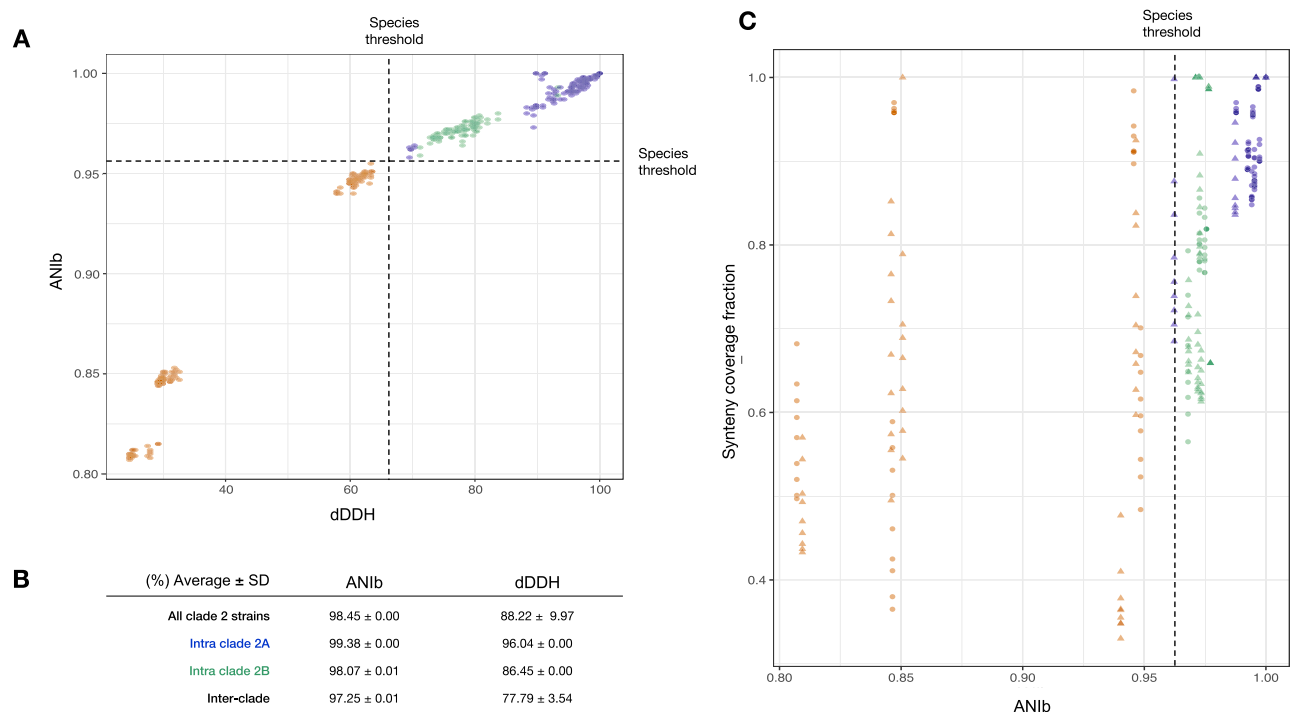 A
Species
threshold
1.00
0.95
0.90
0.85
0.80
ANIb
40
60
80
100
dDDH
Species
threshold
B
(%) Average ± SD ANIb dDDH
All clade 2 strains 98.45 ± 0.00 88.22 ± 9.97
Intra clade 2A 99.38 ± 0.00 96.04 ± 0.00
Intra clade 2B 98.07 ± 0.01 86.45 ± 0.00
Inter-clade 97.25 ± 0.01 77.79 ± 3.54
C
Species
threshold
1.0
0.8
0.6
0.4
Synteny coverage fraction
0.80
0.85
0.90
0.95
1.00
ANIb